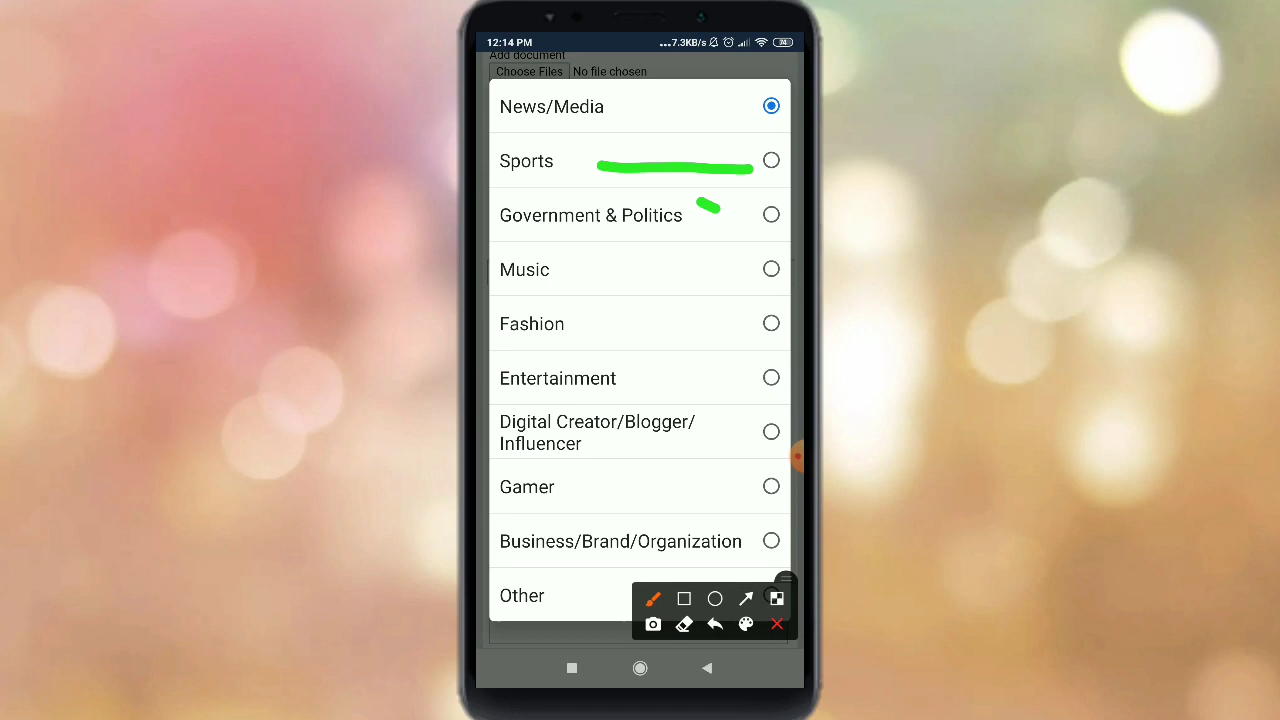 12:14 PM
...7.3KB/s
74
Add document
Choose Files No file chosen
News/Media
Sports
Government & Politics
Music
Fashion
Entertainment
Digital Creator/Blogger/
Influencer
Gamer
Business/Brand/Organization
Other